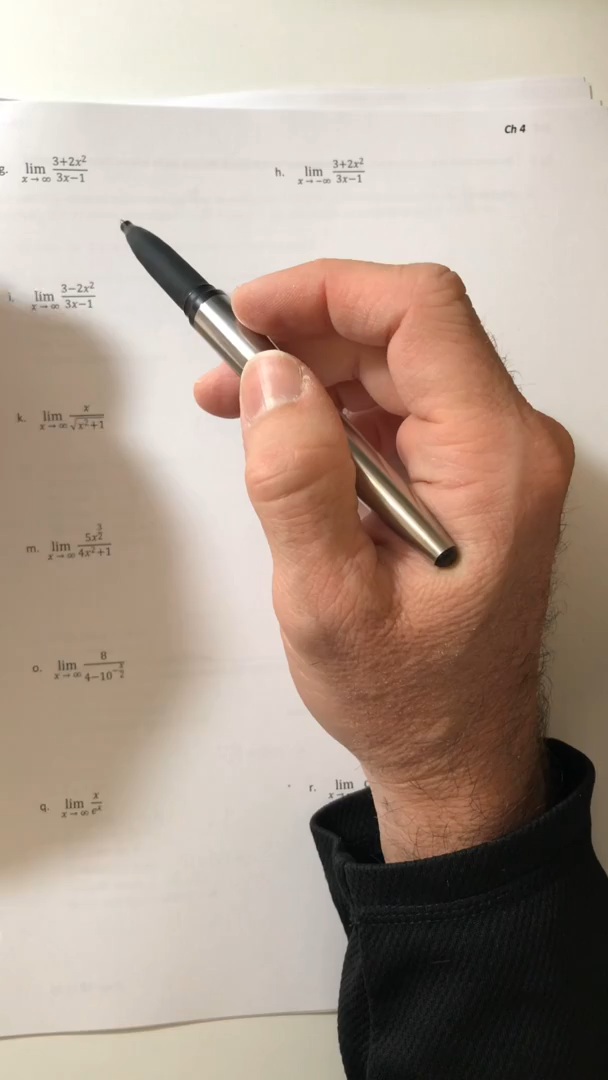 Ch 4
g. lim x→∞ (3+2x²)/(3x−1)
h. lim x→−∞ (3+2x²)/(3x−1)
i. lim x→∞ (3−2x²)/(3x−1)
k. lim x→∞ x/√(x²+1)
m. lim x→∞ 5x^(3/2)/(4x²+1)
o. lim x→∞ 8/(4−10^(−x/2))
q. lim x→∞ x/eˣ
r. lim